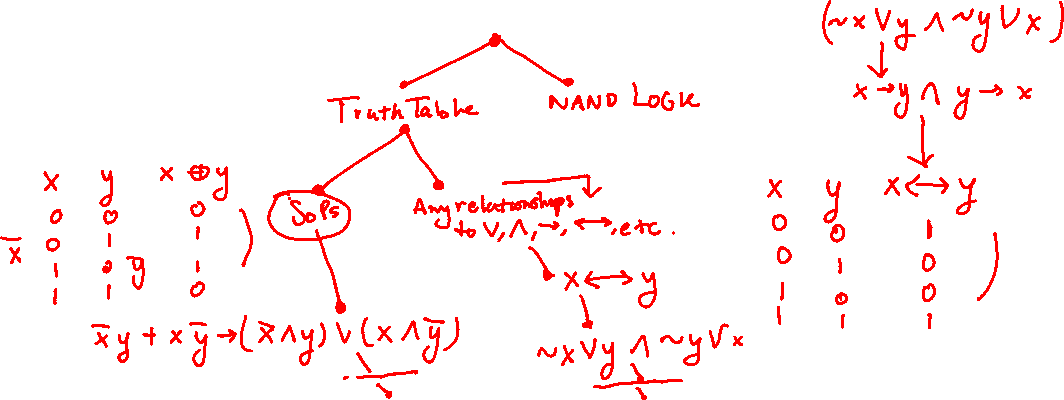 (~x ∨ y ∧ ~y ∨ x)
x → y ∧ y → x
Truth Table
NAND LOGIC
x y x ⊕ y
0 0 0
x̄ 0 1 1
1 0 ȳ 1
1 1 0
SOPs
Any relationships
to ∨, ∧, →, ↔, etc.
x ↔ y
x̄y + xȳ → (x̄ ∧ y) ∨ (x ∧ ȳ)
~x ∨ y ∧ ~y ∨ x
x y x ↔ y
0 0 1
0 1 0
1 0 0
1 1 1